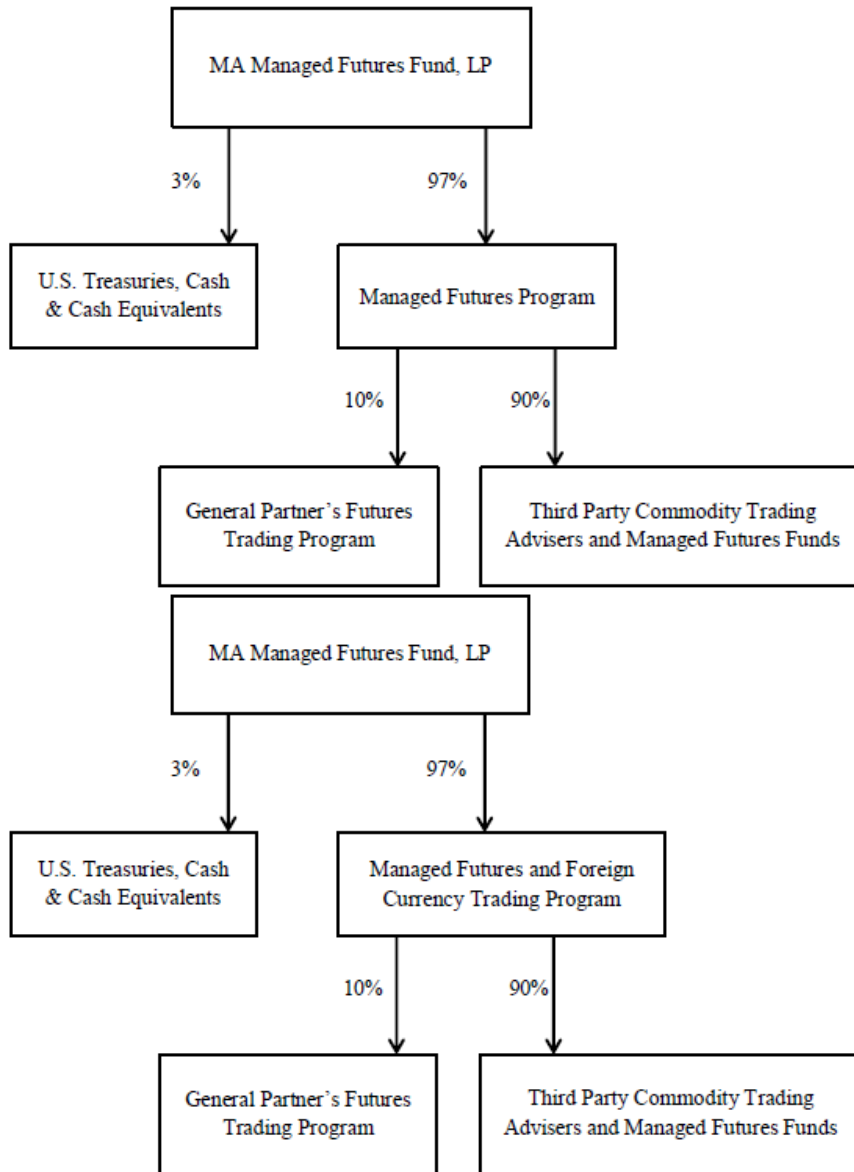 MA Managed Futures Fund, LP
3%
97%
U.S. Treasuries, Cash
& Cash Equivalents
Managed Futures Program
10%
90%
General Partner’s Futures
Trading Program
Third Party Commodity Trading
Advisers and Managed Futures Funds
MA Managed Futures Fund, LP
3%
97%
U.S. Treasuries, Cash
& Cash Equivalents
Managed Futures and Foreign
Currency Trading Program
10%
90%
General Partner’s Futures
Trading Program
Third Party Commodity Trading
Advisers and Managed Futures Funds